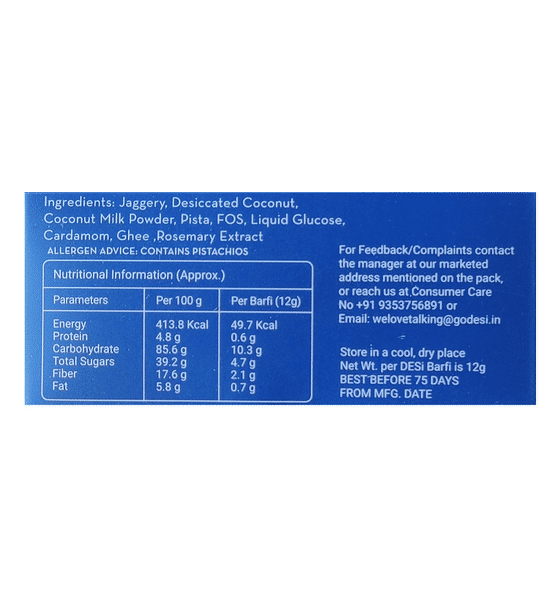 Ingredients: Jaggery, Desiccated Coconut,
Coconut Milk Powder, Pista, FOS, Liquid Glucose,
Cardamom, Ghee ,Rosemary Extract
ALLERGEN ADVICE: CONTAINS PISTACHIOS
Nutritional Information (Approx.)
Parameters Per 100 g Per Barfi (12g)
Energy 413.8 Kcal 49.7 Kcal
Protein 4.8 g 0.6 g
Carbohydrate 85.6 g 10.3 g
Total Sugars 39.2 g 4.7 g
Fiber 17.6 g 2.1 g
Fat 5.8 g 0.7 g
For Feedback/Complaints contact
the manager at our marketed
address mentioned on the pack,
or reach us at Consumer Care
No +91 9353756891 or
Email: welovetalking@godesi.in
Store in a cool, dry place
Net Wt. per DESi Barfi is 12g
BEST BEFORE 75 DAYS
FROM MFG. DATE